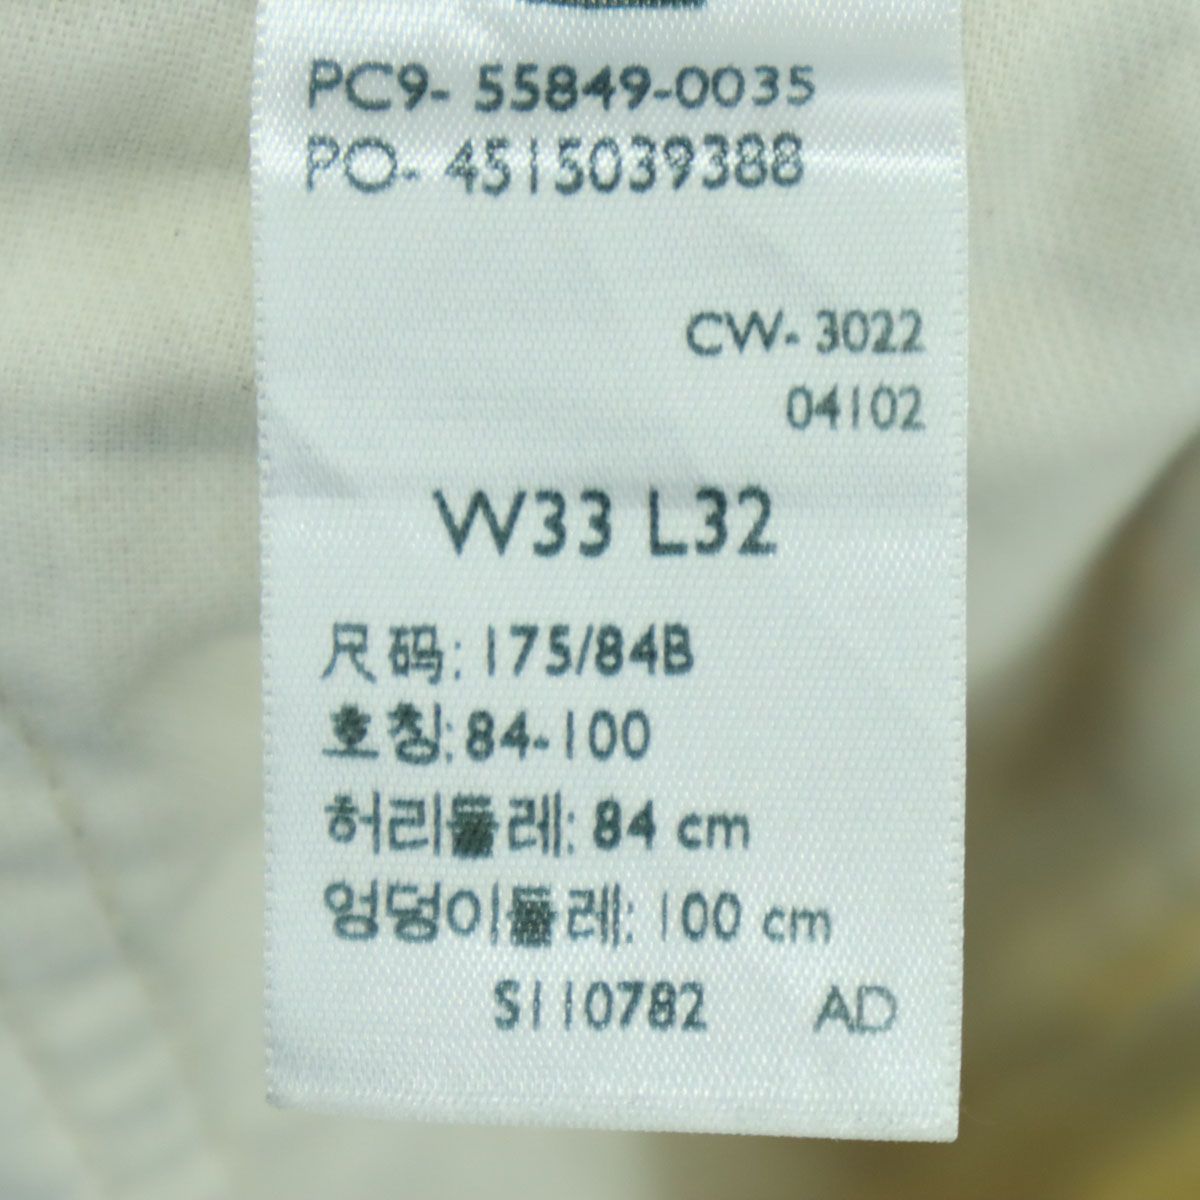 PC9- 55849-0035
PO- 4515039388
CW- 3022
04102
W33 L32
尺码: 175/84B
호칭: 84-100
허리둘레: 84 cm
엉덩이둘레: 100 cm
S110782 AD